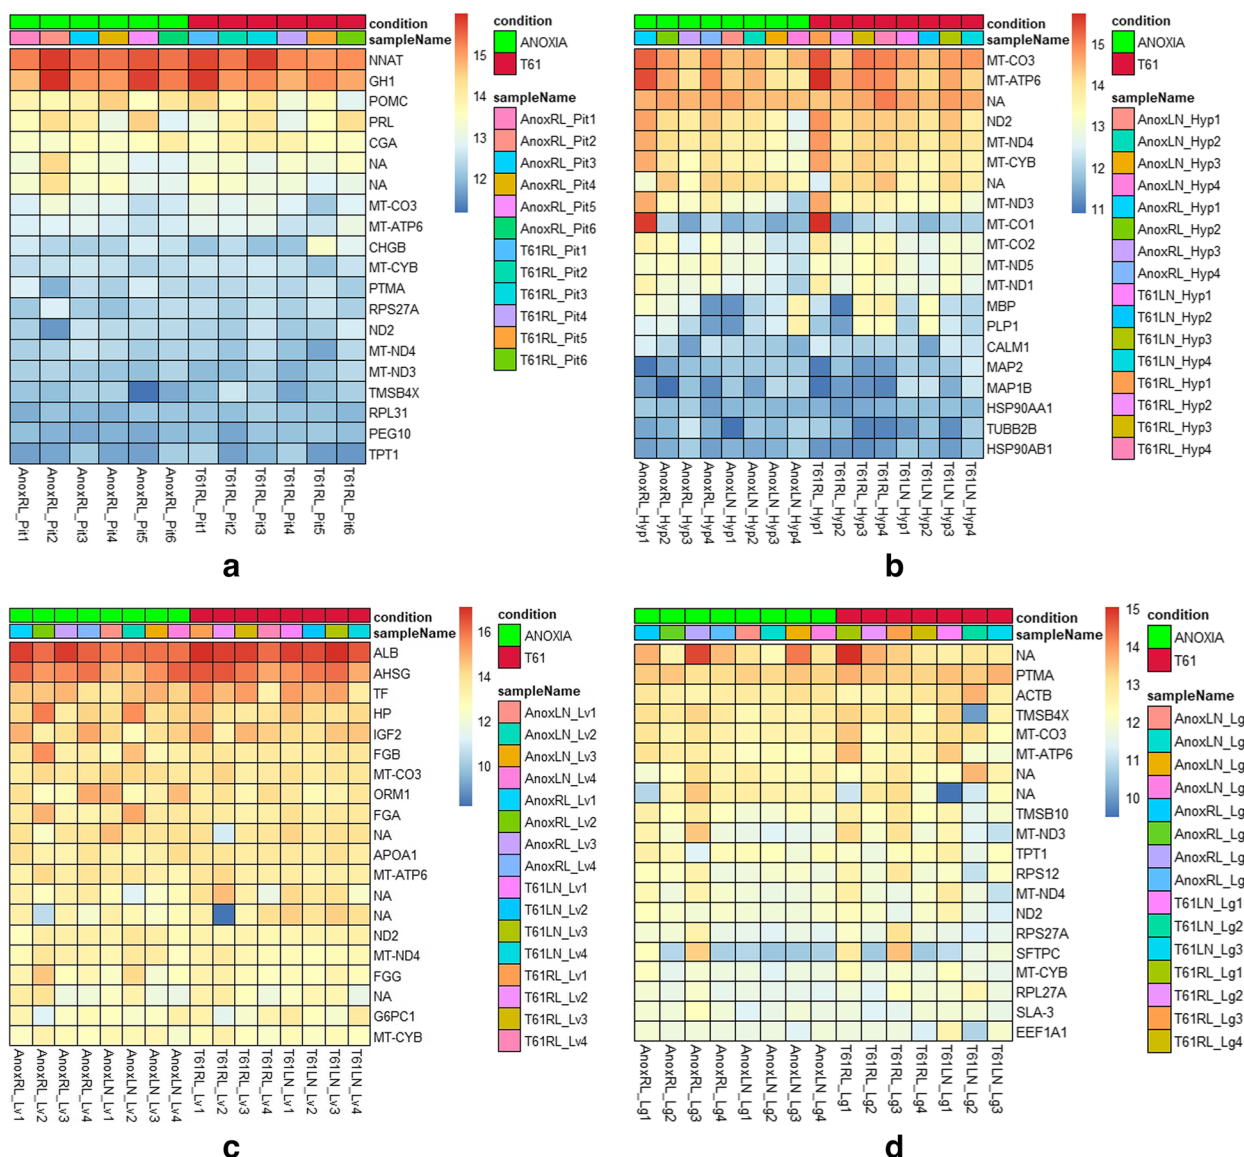 condition
sampleName
NNAT
GH1
POMC
PRL
CGA
NA
NA
MT-CO3
MT-ATP6
CHGB
MT-CYB
PTMA
RPS27A
ND2
MT-ND4
MT-ND3
TMSB4X
RPL31
PEG10
TPT1
AnoxRL_Pit1
AnoxRL_Pit2
AnoxRL_Pit3
AnoxRL_Pit4
AnoxRL_Pit5
AnoxRL_Pit6
T61RL_Pit1
T61RL_Pit2
T61RL_Pit3
T61RL_Pit4
T61RL_Pit5
T61RL_Pit6
15
14
13
12
condition
ANOXIA
T61
sampleName
AnoxRL_Pit1
AnoxRL_Pit2
AnoxRL_Pit3
AnoxRL_Pit4
AnoxRL_Pit5
AnoxRL_Pit6
T61RL_Pit1
T61RL_Pit2
T61RL_Pit3
T61RL_Pit4
T61RL_Pit5
T61RL_Pit6
a
condition
sampleName
MT-CO3
MT-ATP6
NA
ND2
MT-ND4
MT-CYB
NA
MT-ND3
MT-CO1
MT-CO2
MT-ND5
MT-ND1
MBP
PLP1
CALM1
MAP2
MAP1B
HSP90AA1
TUBB2B
HSP90AB1
AnoxRL_Hyp1
AnoxRL_Hyp2
AnoxRL_Hyp3
AnoxRL_Hyp4
AnoxLN_Hyp1
AnoxLN_Hyp2
AnoxLN_Hyp3
AnoxLN_Hyp4
T61RL_Hyp1
T61RL_Hyp2
T61RL_Hyp3
T61RL_Hyp4
T61LN_Hyp1
T61LN_Hyp2
T61LN_Hyp3
T61LN_Hyp4
15
14
13
12
11
condition
ANOXIA
T61
sampleName
AnoxLN_Hyp1
AnoxLN_Hyp2
AnoxLN_Hyp3
AnoxLN_Hyp4
AnoxRL_Hyp1
AnoxRL_Hyp2
AnoxRL_Hyp3
AnoxRL_Hyp4
T61LN_Hyp1
T61LN_Hyp2
T61LN_Hyp3
T61LN_Hyp4
T61RL_Hyp1
T61RL_Hyp2
T61RL_Hyp3
T61RL_Hyp4
b
condition
sampleName
ALB
AHSG
TF
HP
IGF2
FGB
MT-CO3
ORM1
FGA
NA
APOA1
MT-ATP6
NA
NA
ND2
MT-ND4
FGG
NA
G6PC1
MT-CYB
AnoxRL_Lv1
AnoxRL_Lv2
AnoxRL_Lv3
AnoxRL_Lv4
AnoxLN_Lv1
AnoxLN_Lv2
AnoxLN_Lv3
AnoxLN_Lv4
T61RL_Lv1
T61RL_Lv2
T61RL_Lv3
T61RL_Lv4
T61LN_Lv1
T61LN_Lv2
T61LN_Lv3
T61LN_Lv4
16
14
12
10
condition
ANOXIA
T61
sampleName
AnoxLN_Lv1
AnoxLN_Lv2
AnoxLN_Lv3
AnoxLN_Lv4
AnoxRL_Lv1
AnoxRL_Lv2
AnoxRL_Lv3
AnoxRL_Lv4
T61LN_Lv1
T61LN_Lv2
T61LN_Lv3
T61LN_Lv4
T61RL_Lv1
T61RL_Lv2
T61RL_Lv3
T61RL_Lv4
c
condition
sampleName
NA
PTMA
ACTB
TMSB4X
MT-CO3
MT-ATP6
NA
NA
TMSB10
MT-ND3
TPT1
RPS12
MT-ND4
ND2
RPS27A
SFTPC
MT-CYB
RPL27A
SLA-3
EEF1A1
AnoxRL_Lg1
AnoxRL_Lg2
AnoxRL_Lg3
AnoxRL_Lg4
AnoxLN_Lg1
AnoxLN_Lg2
AnoxLN_Lg3
AnoxLN_Lg4
T61RL_Lg1
T61RL_Lg2
T61RL_Lg3
T61RL_Lg4
T61LN_Lg1
T61LN_Lg2
T61LN_Lg3
15
14
13
12
11
10
condition
ANOXIA
T61
sampleName
AnoxLN_Lg
AnoxLN_Lg
AnoxLN_Lg
AnoxLN_Lg
AnoxRL_Lg
AnoxRL_Lg
AnoxRL_Lg
AnoxRL_Lg
T61LN_Lg1
T61LN_Lg2
T61LN_Lg3
T61RL_Lg1
T61RL_Lg2
T61RL_Lg3
T61RL_Lg4
d